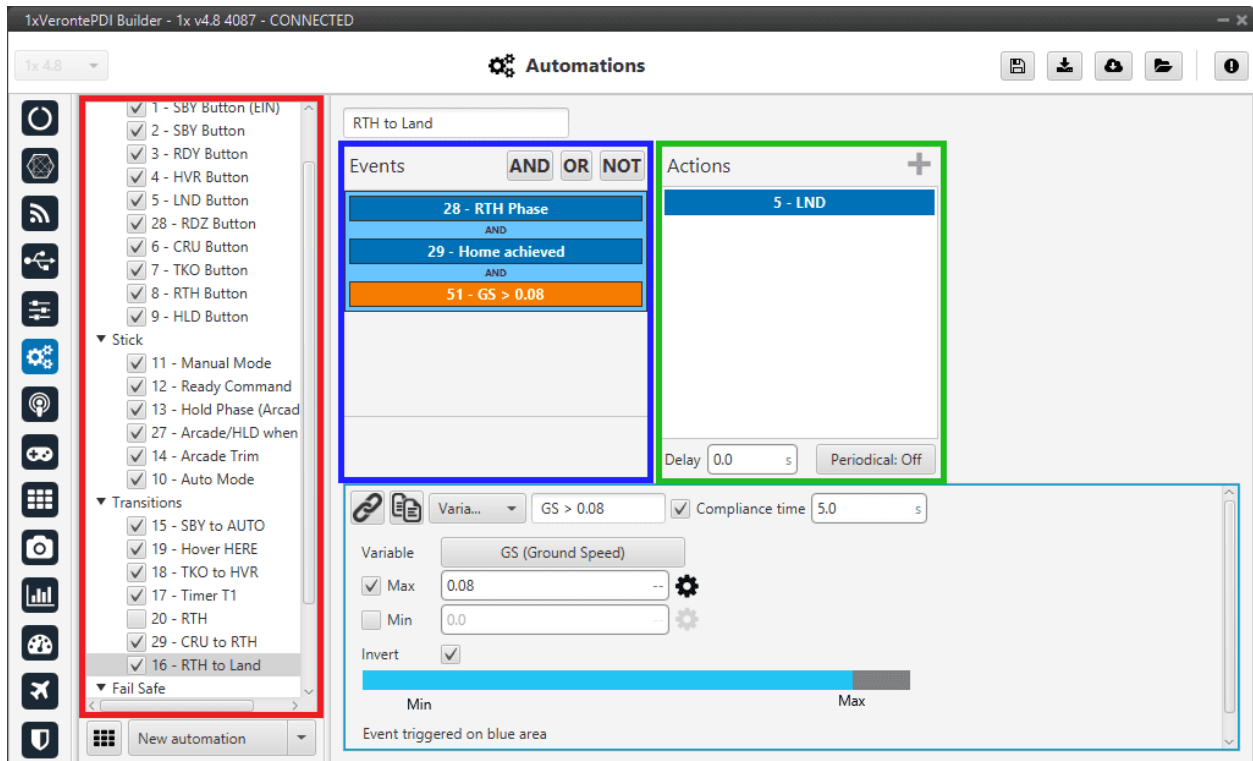 1xVerontePDI Builder - 1x v4.8 4087 - CONNECTED
1x 4.8
Automations
1 - SBY Button (EIN)
2 - SBY Button
3 - RDY Button
4 - HVR Button
5 - LND Button
28 - RDZ Button
6 - CRU Button
7 - TKO Button
8 - RTH Button
9 - HLD Button
Stick
11 - Manual Mode
12 - Ready Command
13 - Hold Phase (Arcad
27 - Arcade/HLD when
14 - Arcade Trim
10 - Auto Mode
Transitions
15 - SBY to AUTO
19 - Hover HERE
18 - TKO to HVR
17 - Timer T1
20 - RTH
29 - CRU to RTH
16 - RTH to Land
Fail Safe
New automation
RTH to Land
Events AND OR NOT
28 - RTH Phase
AND
29 - Home achieved
AND
51 - GS > 0.08
Actions
5 - LND
Delay 0.0 s Periodical: Off
Varia... GS > 0.08 Compliance time 5.0 s
Variable GS (Ground Speed)
Max 0.08 --
Min 0.0 --
Invert
Min Max
Event triggered on blue area